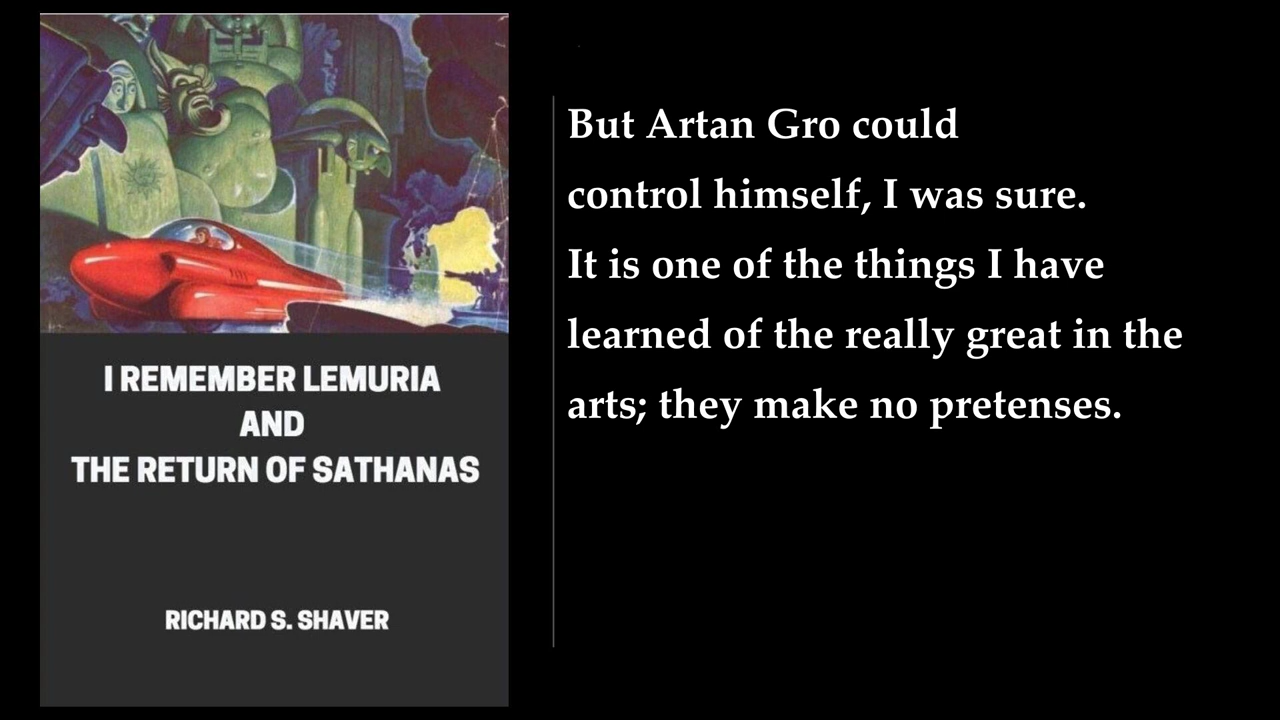 I REMEMBER LEMURIA
AND
THE RETURN OF SATHANAS
RICHARD S. SHAVER
But Artan Gro could
control himself, I was sure.
It is one of the things I have
learned of the really great in the
arts; they make no pretenses.